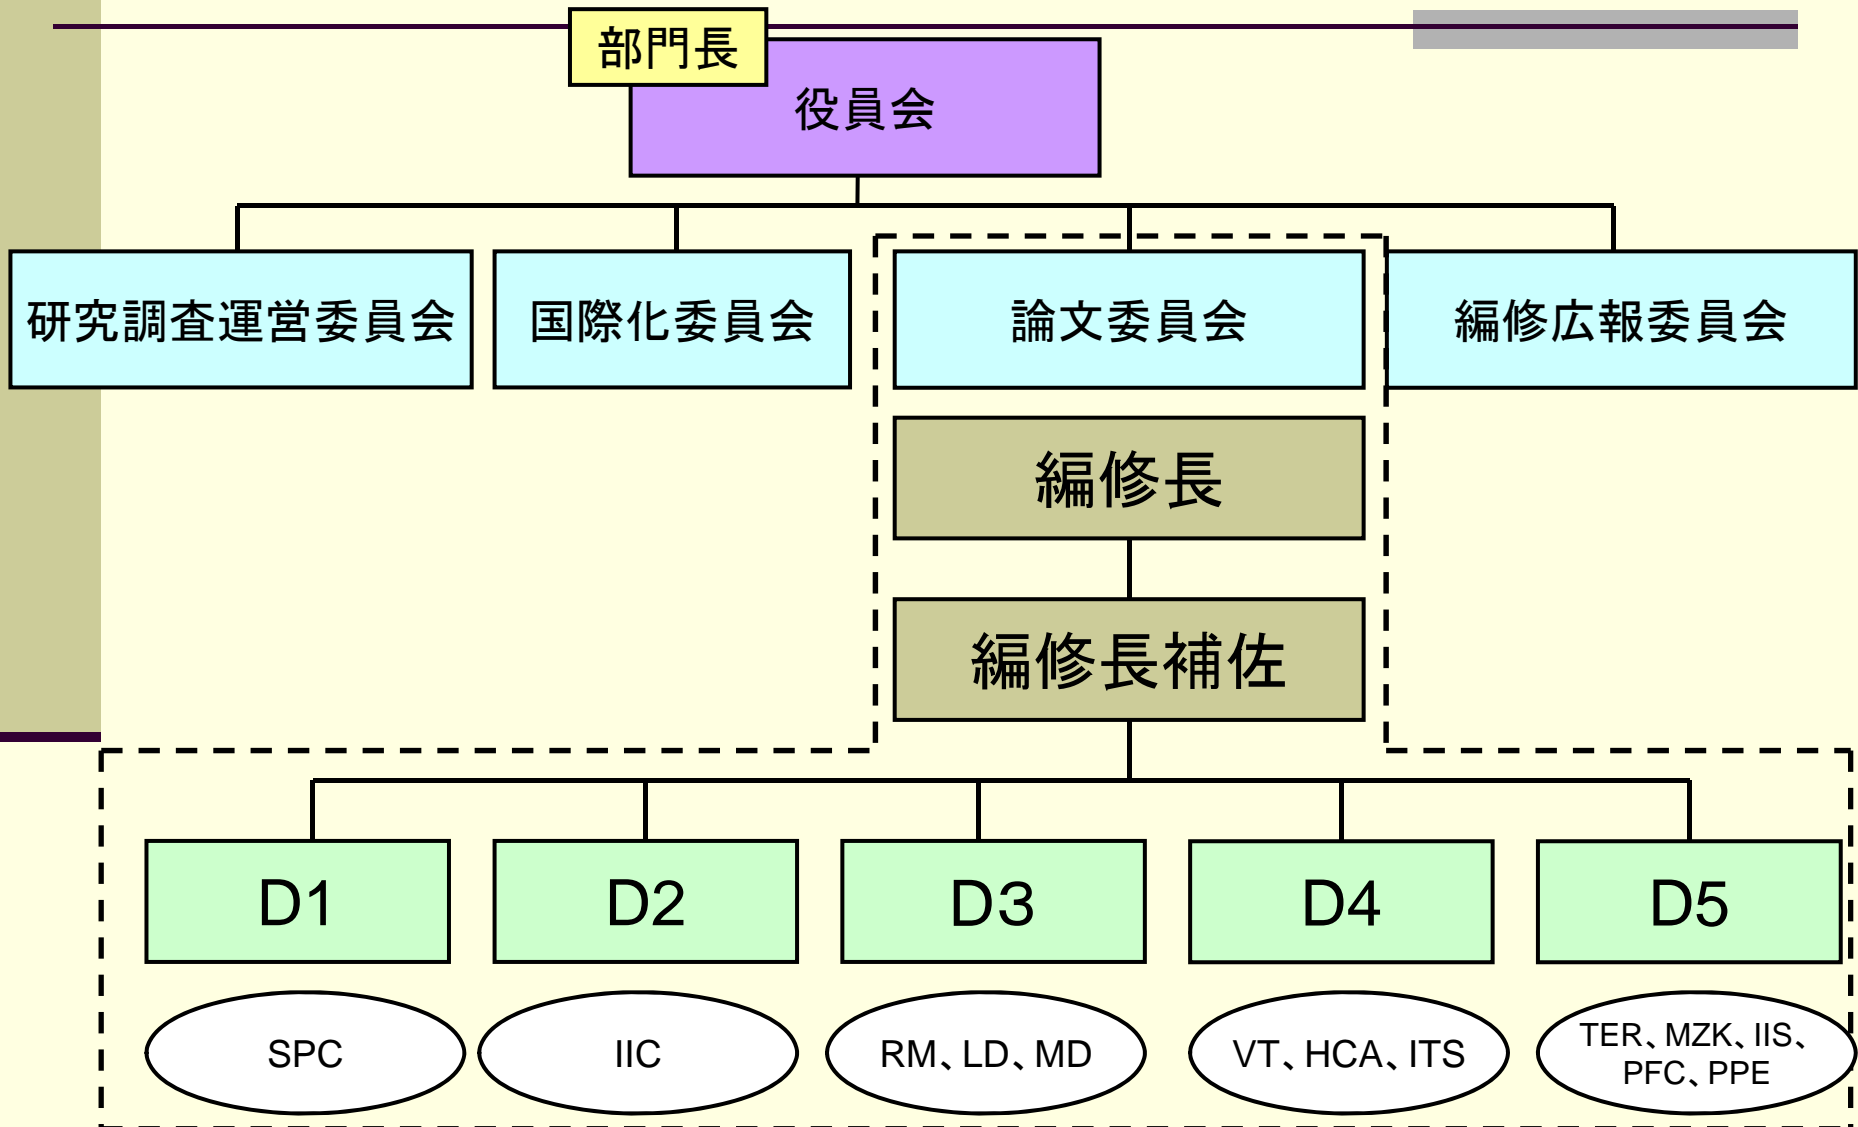 部門長
役員会
研究調査運営委員会
国際化委員会
論文委員会
編修広報委員会
編修長
編修長補佐
D1
D2
D3
D4
D5
SPC
IIC
RM、LD、MD
VT、HCA、ITS
TER、MZK、IIS、
PFC、PPE